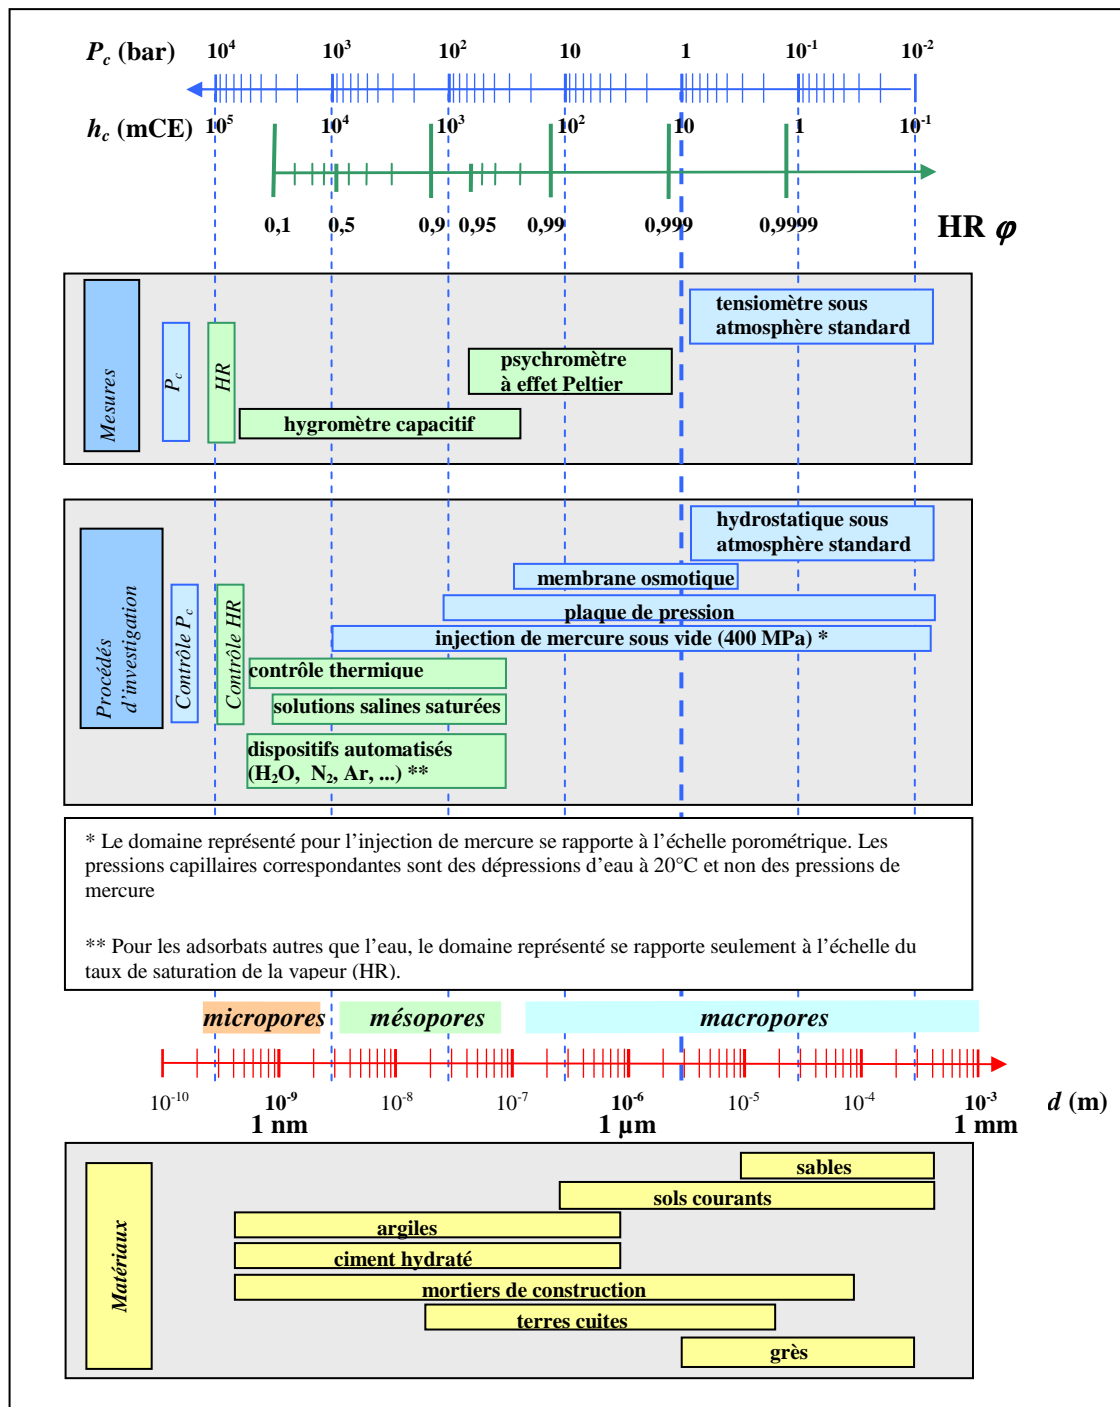 P_c (bar) 10⁴ 10³ 10² 10 1 10⁻¹ 10⁻²
h_c (mCE) 10⁵ 10⁴ 10³ 10² 10 1 10⁻¹
0,1 0,5 0,9 0,95 0,99 0,999 0,9999 HR φ
Mesures
P_c
HR
tensiomètre sous
atmosphère standard
psychromètre
à effet Peltier
hygromètre capacitif
Procédés
d'investigation
Contrôle P_c
Contrôle HR
hydrostatique sous
atmosphère standard
membrane osmotique
plaque de pression
injection de mercure sous vide (400 MPa) *
contrôle thermique
solutions salines saturées
dispositifs automatisés
(H₂O, N₂, Ar, ...) **
* Le domaine représenté pour l'injection de mercure se rapporte à l'échelle porométrique. Les
pressions capillaires correspondantes sont des dépressions d'eau à 20°C et non des pressions de
mercure
** Pour les adsorbats autres que l'eau, le domaine représenté se rapporte seulement à l'échelle du
taux de saturation de la vapeur (HR).
micropores mésopores macropores
10⁻¹⁰ 10⁻⁹ 10⁻⁸ 10⁻⁷ 10⁻⁶ 10⁻⁵ 10⁻⁴ 10⁻³ d (m)
1 nm 1 µm 1 mm
Matériaux
sables
sols courants
argiles
ciment hydraté
mortiers de construction
terres cuites
grès